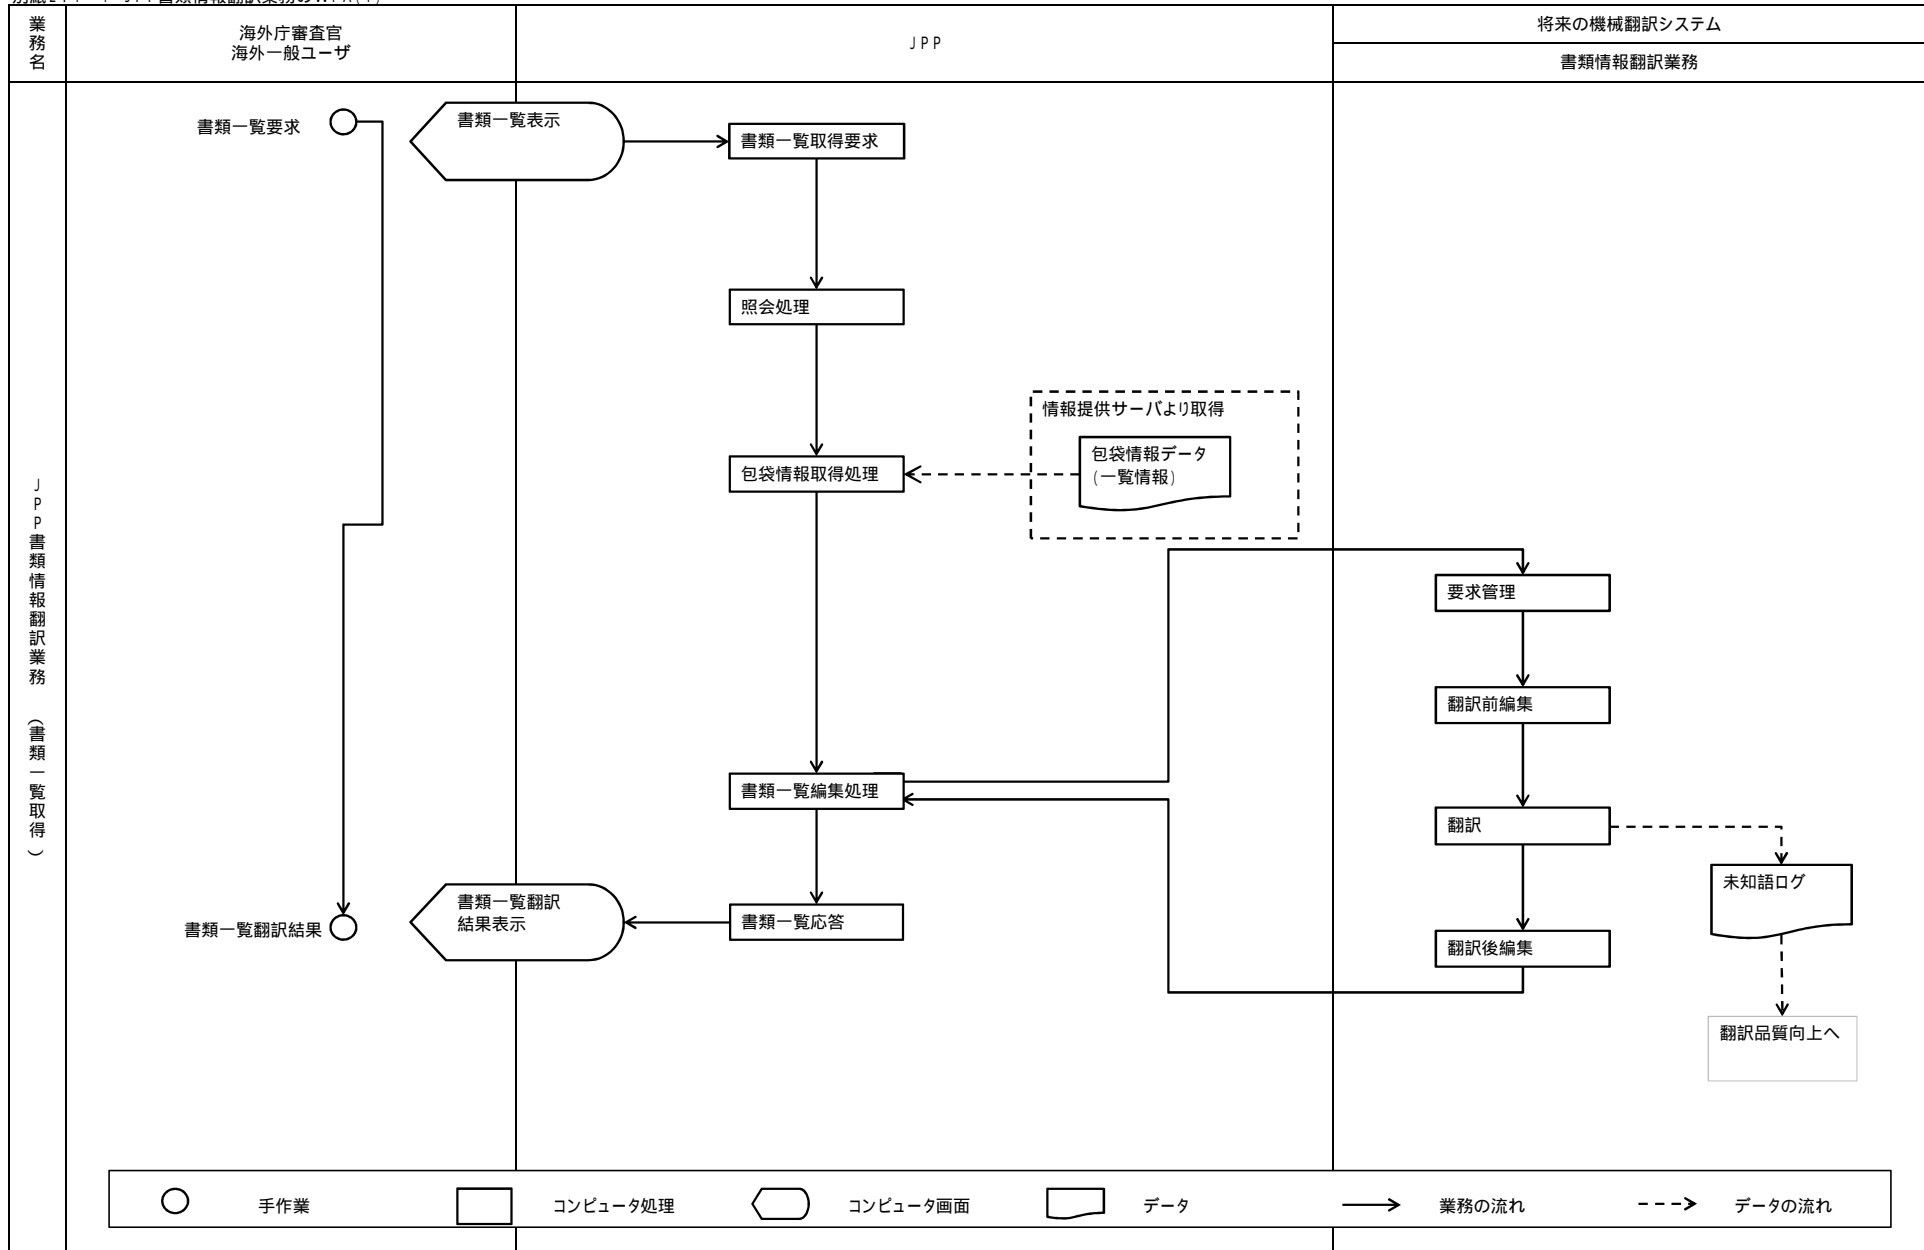 書類情報翻訳業務の
業務名
海外庁審査官
海外一般ユーザ
JPP
将来の機械翻訳システム
書類情報翻訳業務
JPP書類情報翻訳業務 (書類一覧取得)
書類一覧要求
書類一覧表示
書類一覧取得要求
照会処理
情報提供サーバより取得
包袋情報データ
(一覧情報)
包袋情報取得処理
要求管理
翻訳前編集
書類一覧編集処理
翻訳
未知語ログ
書類一覧翻訳
結果表示
書類一覧応答
書類一覧翻訳結果
翻訳後編集
翻訳品質向上へ
手作業
コンピュータ処理
コンピュータ画面
データ
業務の流れ
データの流れ